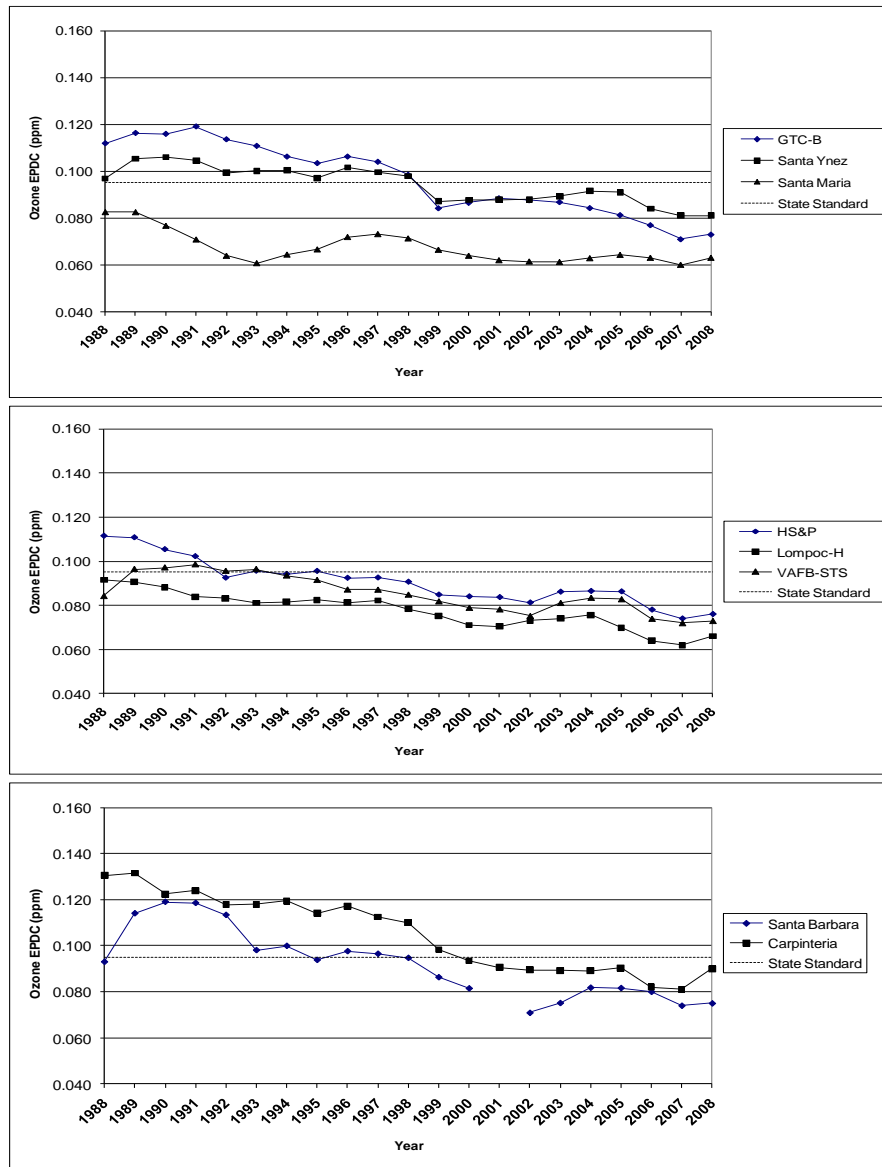 0.160
0.140
0.120
0.100
0.080
0.060
0.040
Ozone EPDC (ppm)
1988 1989 1990 1991 1992 1993 1994 1995 1996 1997 1998 1999 2000 2001 2002 2003 2004 2005 2006 2007 2008
Year
GTC-B
Santa Ynez
Santa Maria
State Standard
0.160
0.140
0.120
0.100
0.080
0.060
0.040
Ozone EPDC (ppm)
1988 1989 1990 1991 1992 1993 1994 1995 1996 1997 1998 1999 2000 2001 2002 2003 2004 2005 2006 2007 2008
Year
HS&P
Lompoc-H
VAFB-STS
State Standard
0.160
0.140
0.120
0.100
0.080
0.060
0.040
Ozone EPDC (ppm)
1988 1989 1990 1991 1992 1993 1994 1995 1996 1997 1998 1999 2000 2001 2002 2003 2004 2005 2006 2007 2008
Year
Santa Barbara
Carpinteria
State Standard